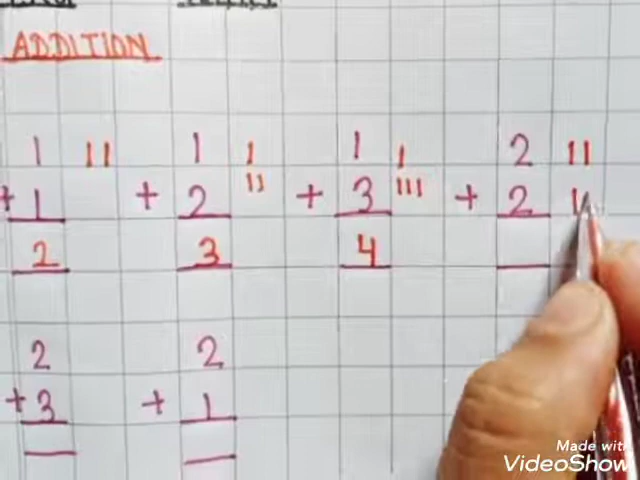 ADDITION
1 11 1 1 1 1 2 11
+ 1 + 2 11 + 3 111 + 2 1
2 3 4
2 2
+ 3 + 1
Made with
VideoShow